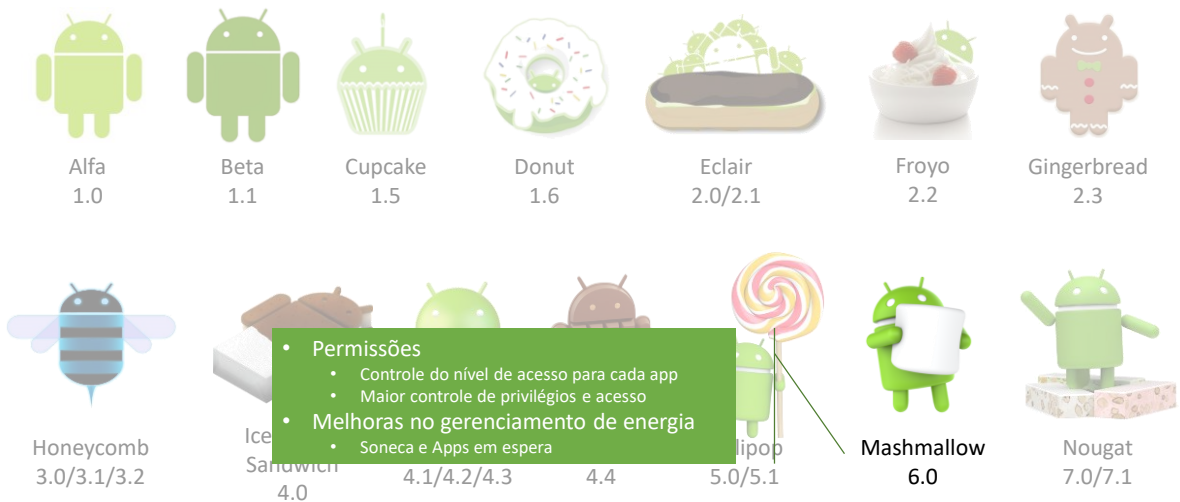 Alfa
1.0
Beta
1.1
Cupcake
1.5
Donut
1.6
Eclair
2.0/2.1
Froyo
2.2
Gingerbread
2.3
• Permissões
• Controle do nível de acesso para cada app
• Maior controle de privilégios e acesso
• Melhoras no gerenciamento de energia
• Soneca e Apps em espera
Honeycomb
3.0/3.1/3.2
Ice
Sandwich
4.0
4.1/4.2/4.3
4.4
lipop
5.0/5.1
Mashmallow
6.0
Nougat
7.0/7.1